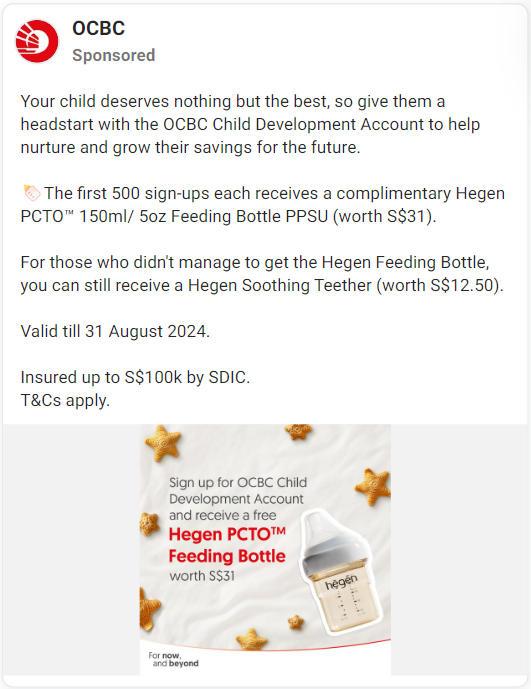 OCBC
Sponsored
Your child deserves nothing but the best, so give them a
headstart with the OCBC Child Development Account to help
nurture and grow their savings for the future.
🍼 The first 500 sign-ups each receives a complimentary Hegen
PCTO™ 150ml/ 5oz Feeding Bottle PPSU (worth S$31).
For those who didn't manage to get the Hegen Feeding Bottle,
you can still receive a Hegen Soothing Teether (worth S$12.50).
Valid till 31 August 2024.
Insured up to S$100k by SDIC.
T&Cs apply.
Sign up for OCBC Child
Development Account
and receive a free
Hegen PCTO™
Feeding Bottle
worth S$31
hegen
For now,
and beyond